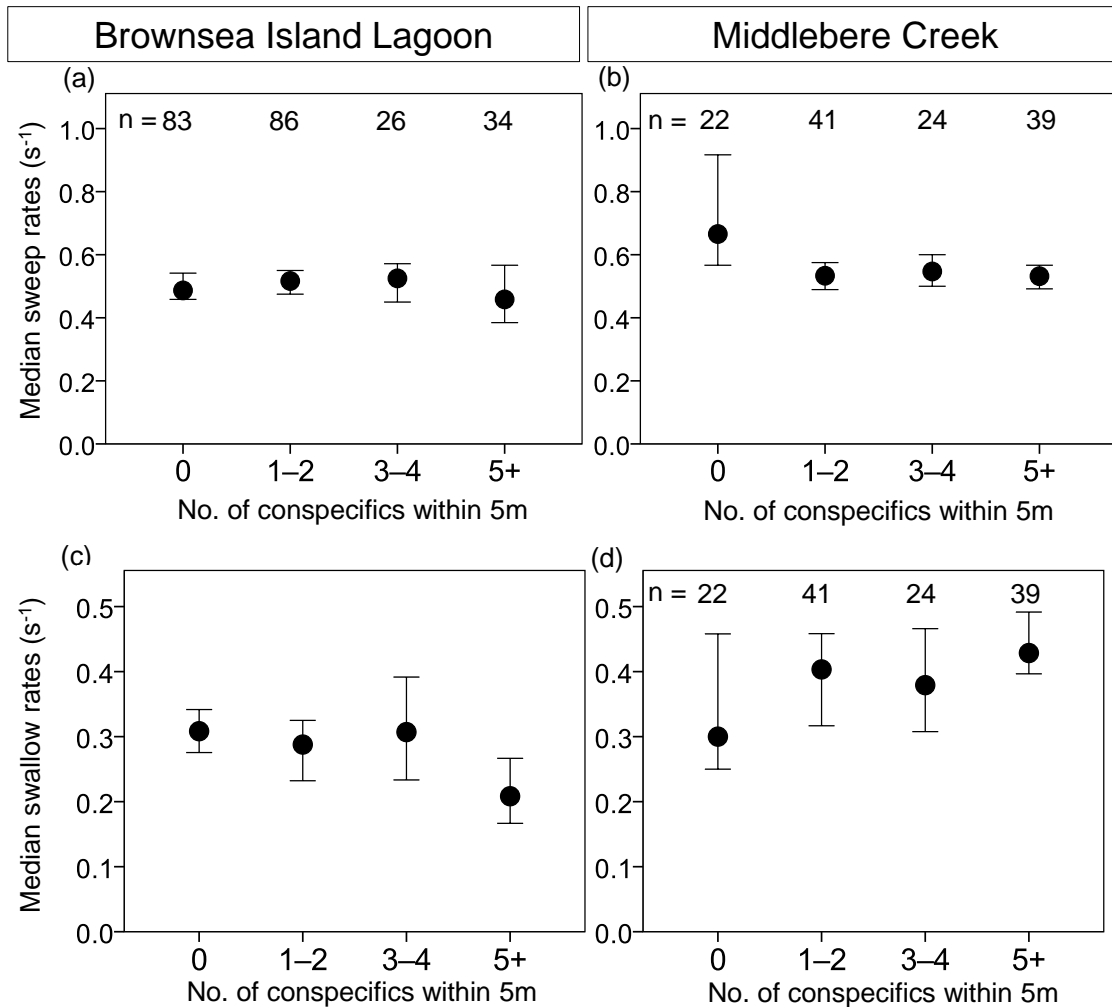 Brownsea Island Lagoon
Middlebere Creek
(a)
n = 83 86 26 34
Median sweep rates (s-1)
1.0
0.8
0.6
0.4
0.2
0.0
0 1–2 3–4 5+
No. of conspecifics within 5m
(b)
n = 22 41 24 39
1.0
0.8
0.6
0.4
0.2
0.0
0 1–2 3–4 5+
No. of conspecifics within 5m
(c)
Median swallow rates (s-1)
0.5
0.4
0.3
0.2
0.1
0.0
0 1–2 3–4 5+
No. of conspecifics within 5m
(d)
n = 22 41 24 39
0.5
0.4
0.3
0.2
0.1
0.0
0 1–2 3–4 5+
No. of conspecifics within 5m